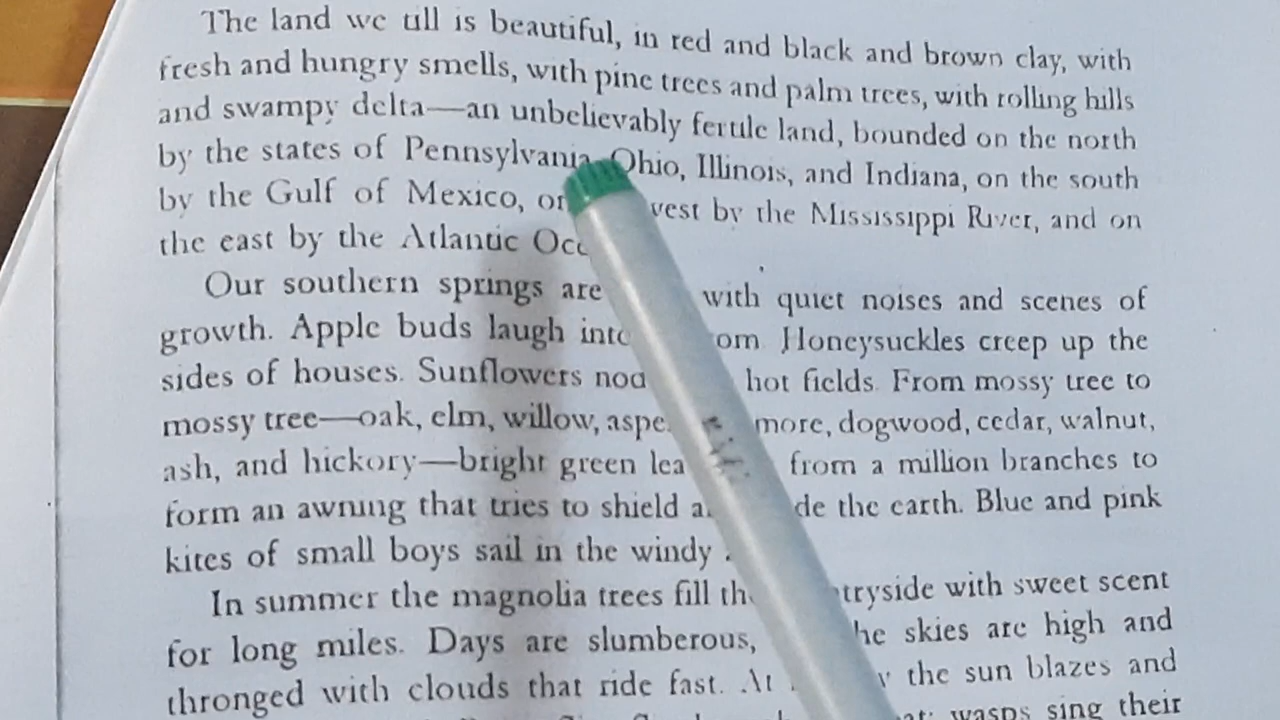 The land we till is beautiful, in red and black and brown clay, with
fresh and hungry smells, with pine trees and palm trees, with rolling hills
and swampy delta—an unbelievably fertile land, bounded on the north
by the states of Pennsylvania, Ohio, Illinois, and Indiana, on the south
by the Gulf of Mexico, on west by the Mississippi River, and on
the east by the Atlantic
Our southern springs are with quiet noises and scenes of
growth. Apple buds laugh into Honeysuckles creep up the
sides of houses. Sunflowers hot fields. From mossy tree to
mossy tree—oak, elm, willow, dogwood, cedar, walnut,
ash, and hickory—bright green from a million branches to
form an awning that tries to shield the earth. Blue and pink
kites of small boys sail in the windy
In summer the magnolia trees fill with sweet scent
for long miles. Days are slumberous, skies are high and
thronged with clouds that ride fast. At the sun blazes and
wasps sing their